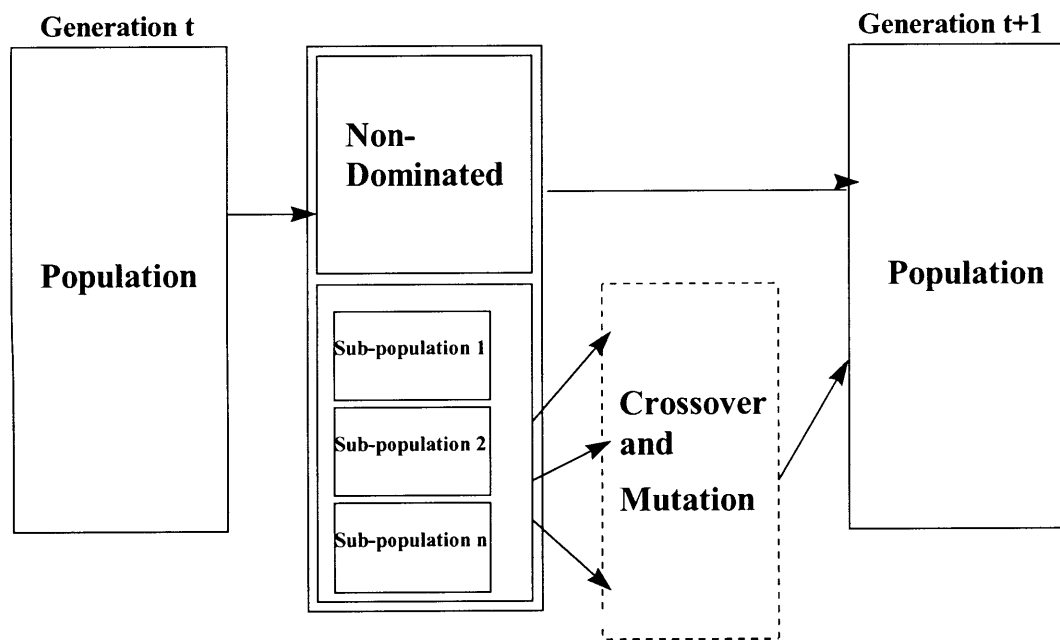 Generation t
Generation t+1
Population
Non-
Dominated
Sub-population 1
Sub-population 2
Sub-population n
Crossover
and
Mutation
Population